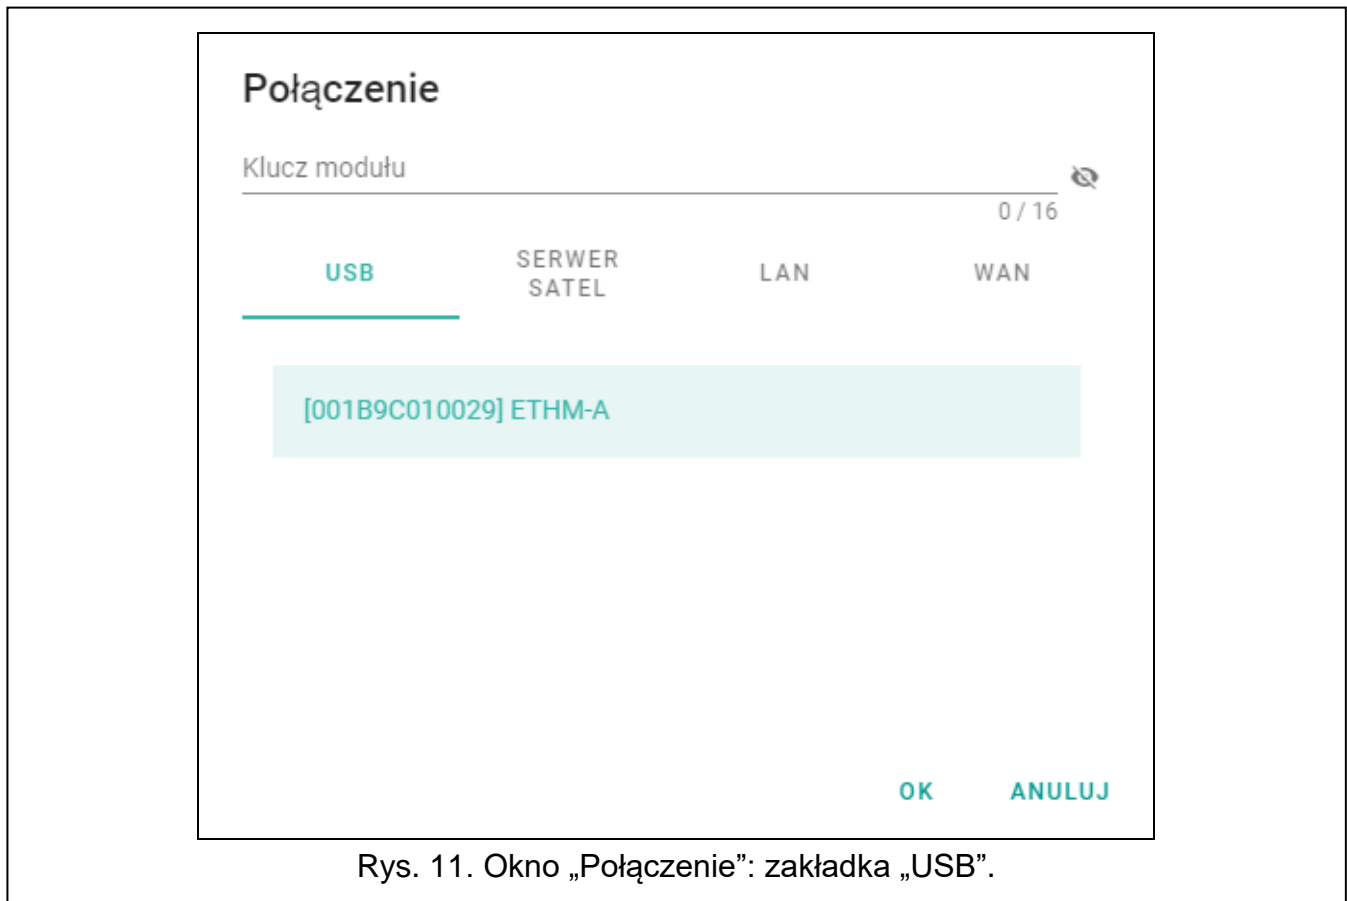 Połączenie
Klucz modułu
0 / 16
USB
SERWER
SATEL
LAN
WAN
[001B9C010029] ETHM-A
OK
ANULUJ
Rys. 11. Okno „Połączenie”: zakładka „USB”.